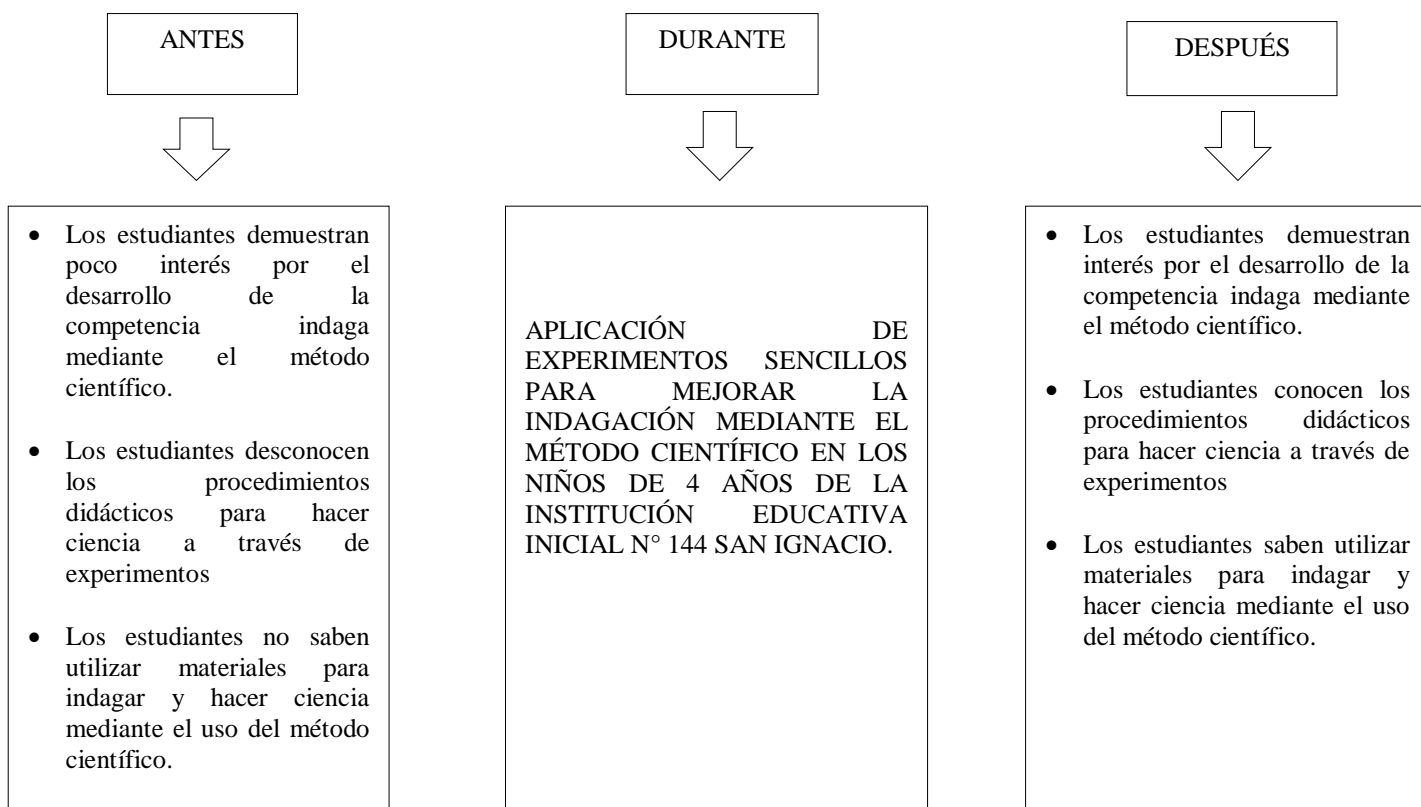 ANTES
DURANTE
DESPUÉS
• Los estudiantes demuestran
poco interés por el
desarrollo de la
competencia indaga
mediante el método
científico.
• Los estudiantes desconocen
los procedimientos
didácticos para hacer
ciencia a través de
experimentos
• Los estudiantes no saben
utilizar materiales para
indagar y hacer ciencia
mediante el uso del método
científico.
APLICACIÓN DE
EXPERIMENTOS SENCILLOS
PARA MEJORAR LA
INDAGACIÓN MEDIANTE EL
MÉTODO CIENTÍFICO EN LOS
NIÑOS DE 4 AÑOS DE LA
INSTITUCIÓN EDUCATIVA
INICIAL N° 144 SAN IGNACIO.
• Los estudiantes demuestran
interés por el desarrollo de la
competencia indaga mediante
el método científico.
• Los estudiantes conocen los
procedimientos didácticos
para hacer ciencia a través de
experimentos
• Los estudiantes saben utilizar
materiales para indagar y
hacer ciencia mediante el uso
del método científico.